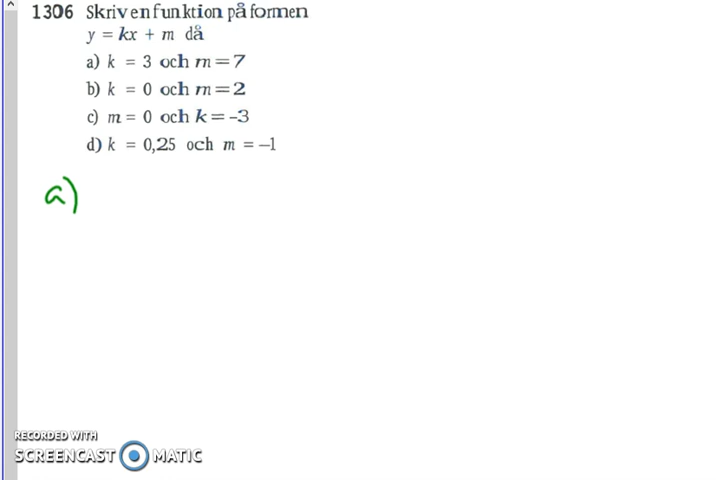 1306 Skriv en funktion på formen
y = kx + m då
a) k = 3 och m = 7
b) k = 0 och m = 2
c) m = 0 och k = -3
d) k = 0,25 och m = -1
a)
RECORDED WITH
SCREENCAST MATIC